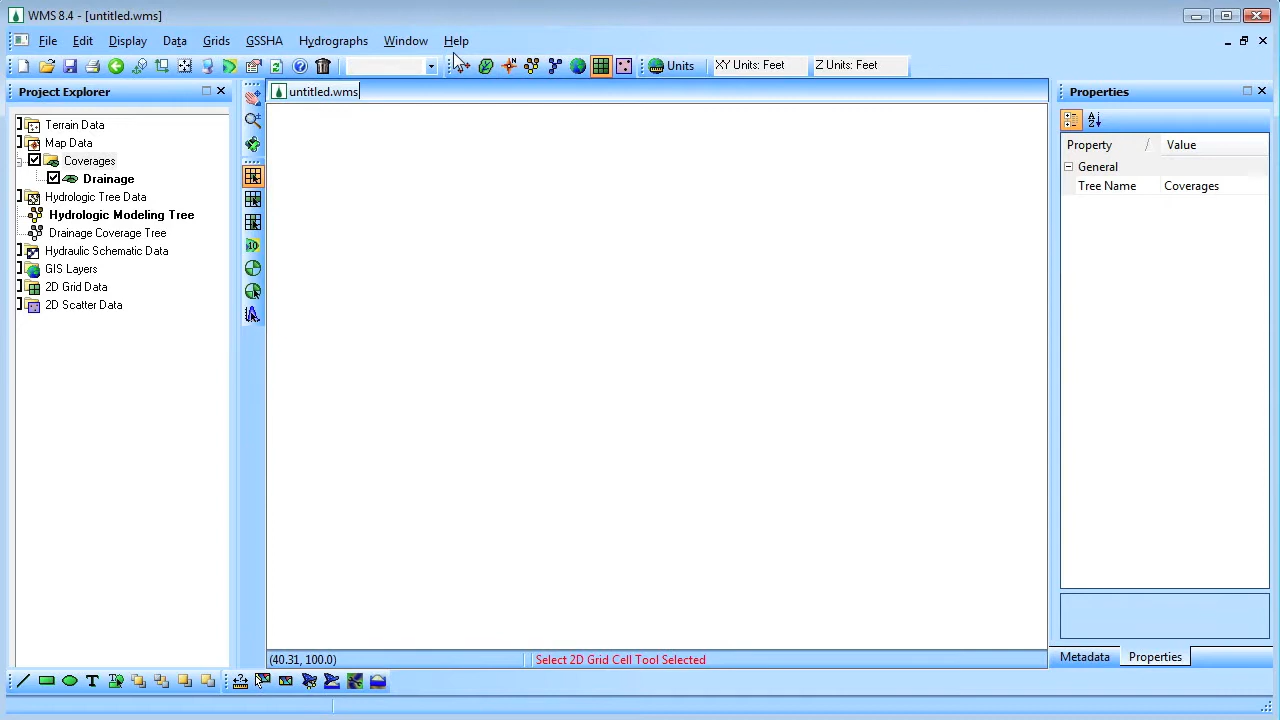 WMS 8.4 - [untitled.wms]
File Edit Display Data Grids GSSHA Hydrographs Window Help
Units XY Units: Feet Z Units: Feet
Project Explorer
Terrain Data
Map Data
Coverages
Drainage
Hydrologic Tree Data
Hydrologic Modeling Tree
Drainage Coverage Tree
Hydraulic Schematic Data
GIS Layers
2D Grid Data
2D Scatter Data
untitled.wms
Properties
Property / Value
General
Tree Name Coverages
(40.31, 100.0) Select 2D Grid Cell Tool Selected
Metadata Properties